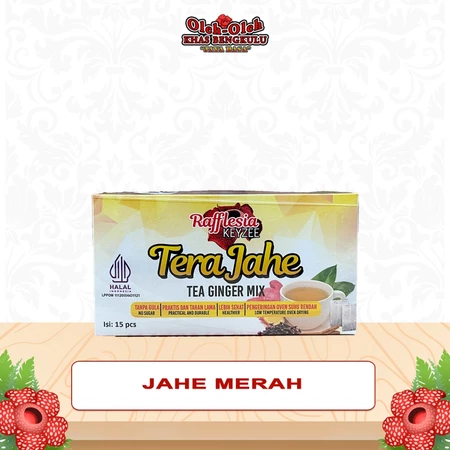 Oleh-Oleh
KHAS BENGKULU
Rafflesia
KEYZEE
Tera Jahe
TEA GINGER MIX
HALAL
INDONESIA
TANPA GULA
NO SUGAR
PRAKTIS DAN TAHAN LAMA
PRACTICAL AND DURABLE
LEBIH SEHAT
HEALTHIER
PENGERINGAN OVEN SUHU RENDAH
LOW TEMPERATURE OVEN DRYING
Isi: 15 pcs
JAHE MERAH